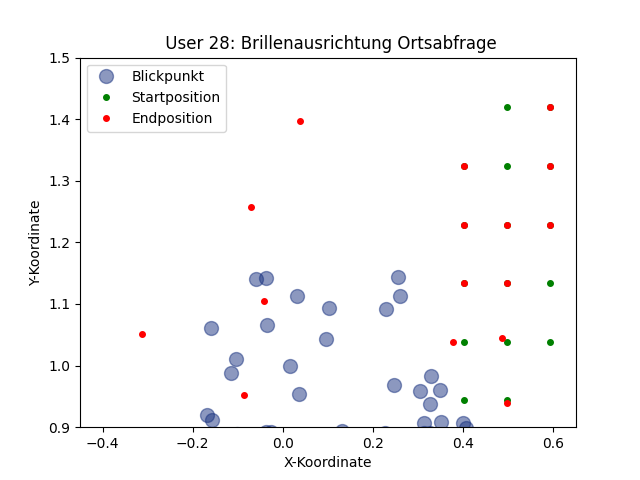 User 28: Brillenausrichtung Ortsabfrage
Blickpunkt
Startposition
Endposition
1.5
1.4
1.3
1.2
1.1
1.0
0.9
Y-Koordinate
−0.4 −0.2 0.0 0.2 0.4 0.6
X-Koordinate